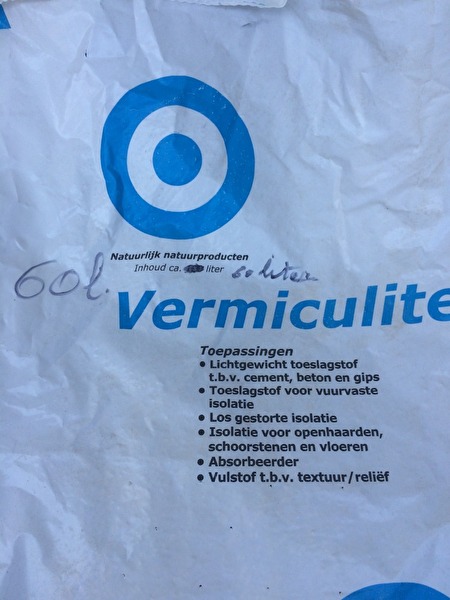 Natuurlijk natuurproducten
Inhoud ca. liter 60 liter
60l.
Vermiculite
Toepassingen
• Lichtgewicht toeslagstof
t.b.v. cement, beton en gips
• Toeslagstof voor vuurvaste
isolatie
• Los gestorte isolatie
• Isolatie voor openhaarden,
schoorstenen en vloeren
• Absorbeerder
• Vulstof t.b.v. textuur/reliëf